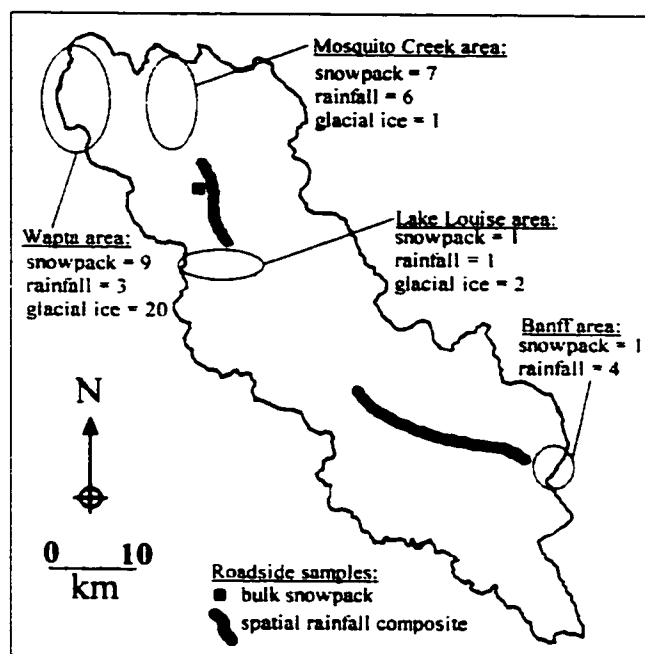 Mosquito Creek area:
snowpack = 7
rainfall = 6
glacial ice = 1
Wapta area:
snowpack = 9
rainfall = 3
glacial ice = 20
Lake Louise area:
snowpack = 1
rainfall = 1
glacial ice = 2
Banff area:
snowpack = 1
rainfall = 4
N
0 10
km
Roadside samples:
bulk snowpack
spatial rainfall composite